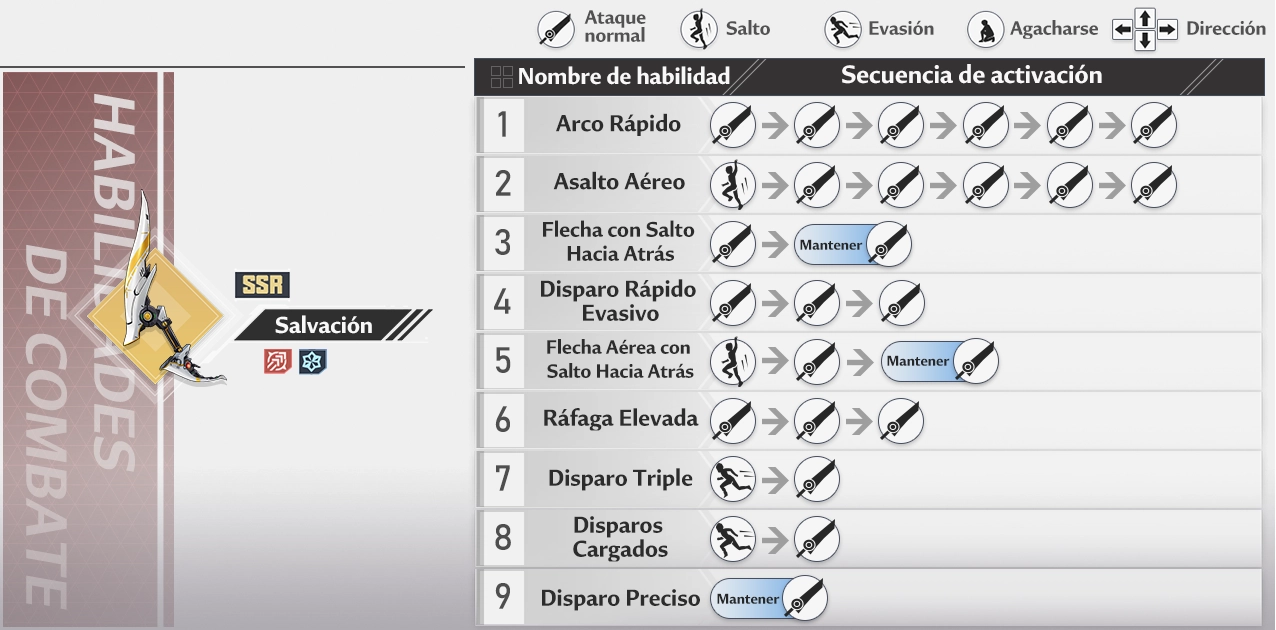 Ataque
normal
Salto
Evasión
Agacharse
Dirección
Nombre de habilidad
Secuencia de activación
HABILIDADES
DE COMBATE
SSR
Salvación
1 Arco Rápido
2 Asalto Aéreo
3 Flecha con Salto
Hacia Atrás
Mantener
4 Disparo Rápido
Evasivo
5 Flecha Aérea con
Salto Hacia Atrás
Mantener
6 Ráfaga Elevada
7 Disparo Triple
8 Disparos
Cargados
9 Disparo Preciso Mantener